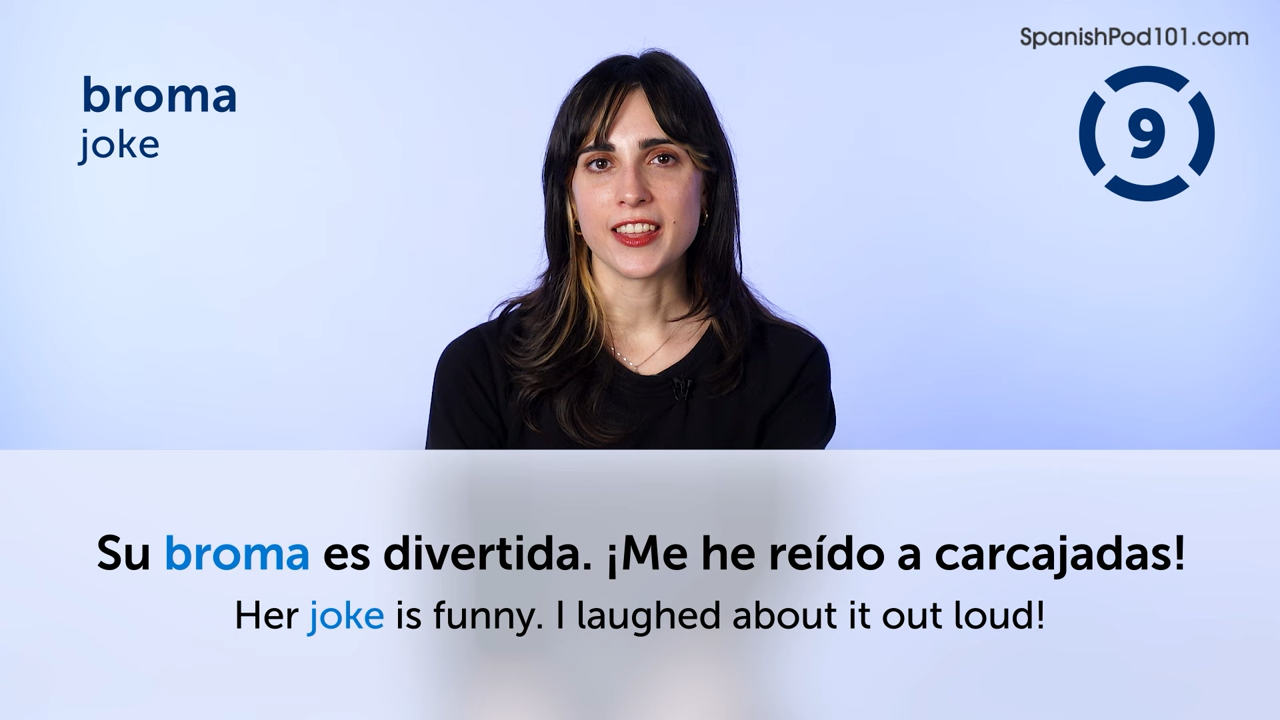 SpanishPod101.com
broma
joke
9
Su broma es divertida. ¡Me he reído a carcajadas!
Her joke is funny. I laughed about it out loud!